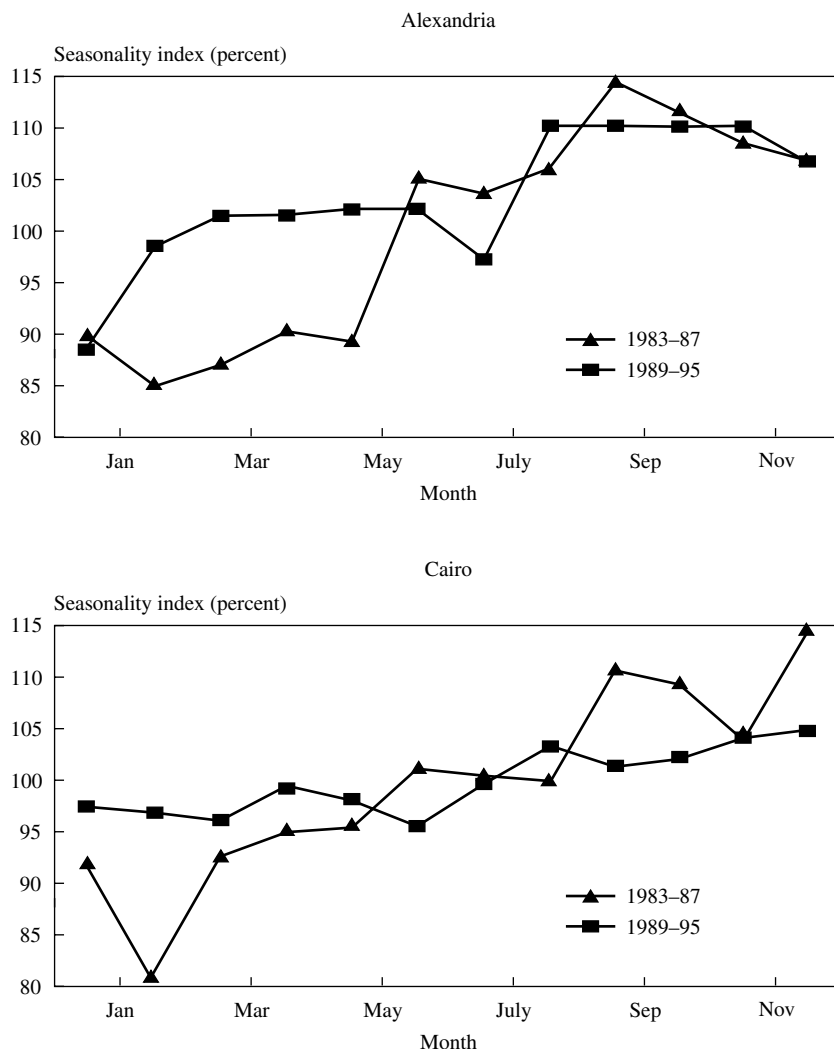 Alexandria
Seasonality index (percent)
115
110
105
100
95
90
85
80
1983–87
1989–95
Jan Mar May July Sep Nov
Month
Cairo
Seasonality index (percent)
115
110
105
100
95
90
85
80
1983–87
1989–95
Jan Mar May July Sep Nov
Month